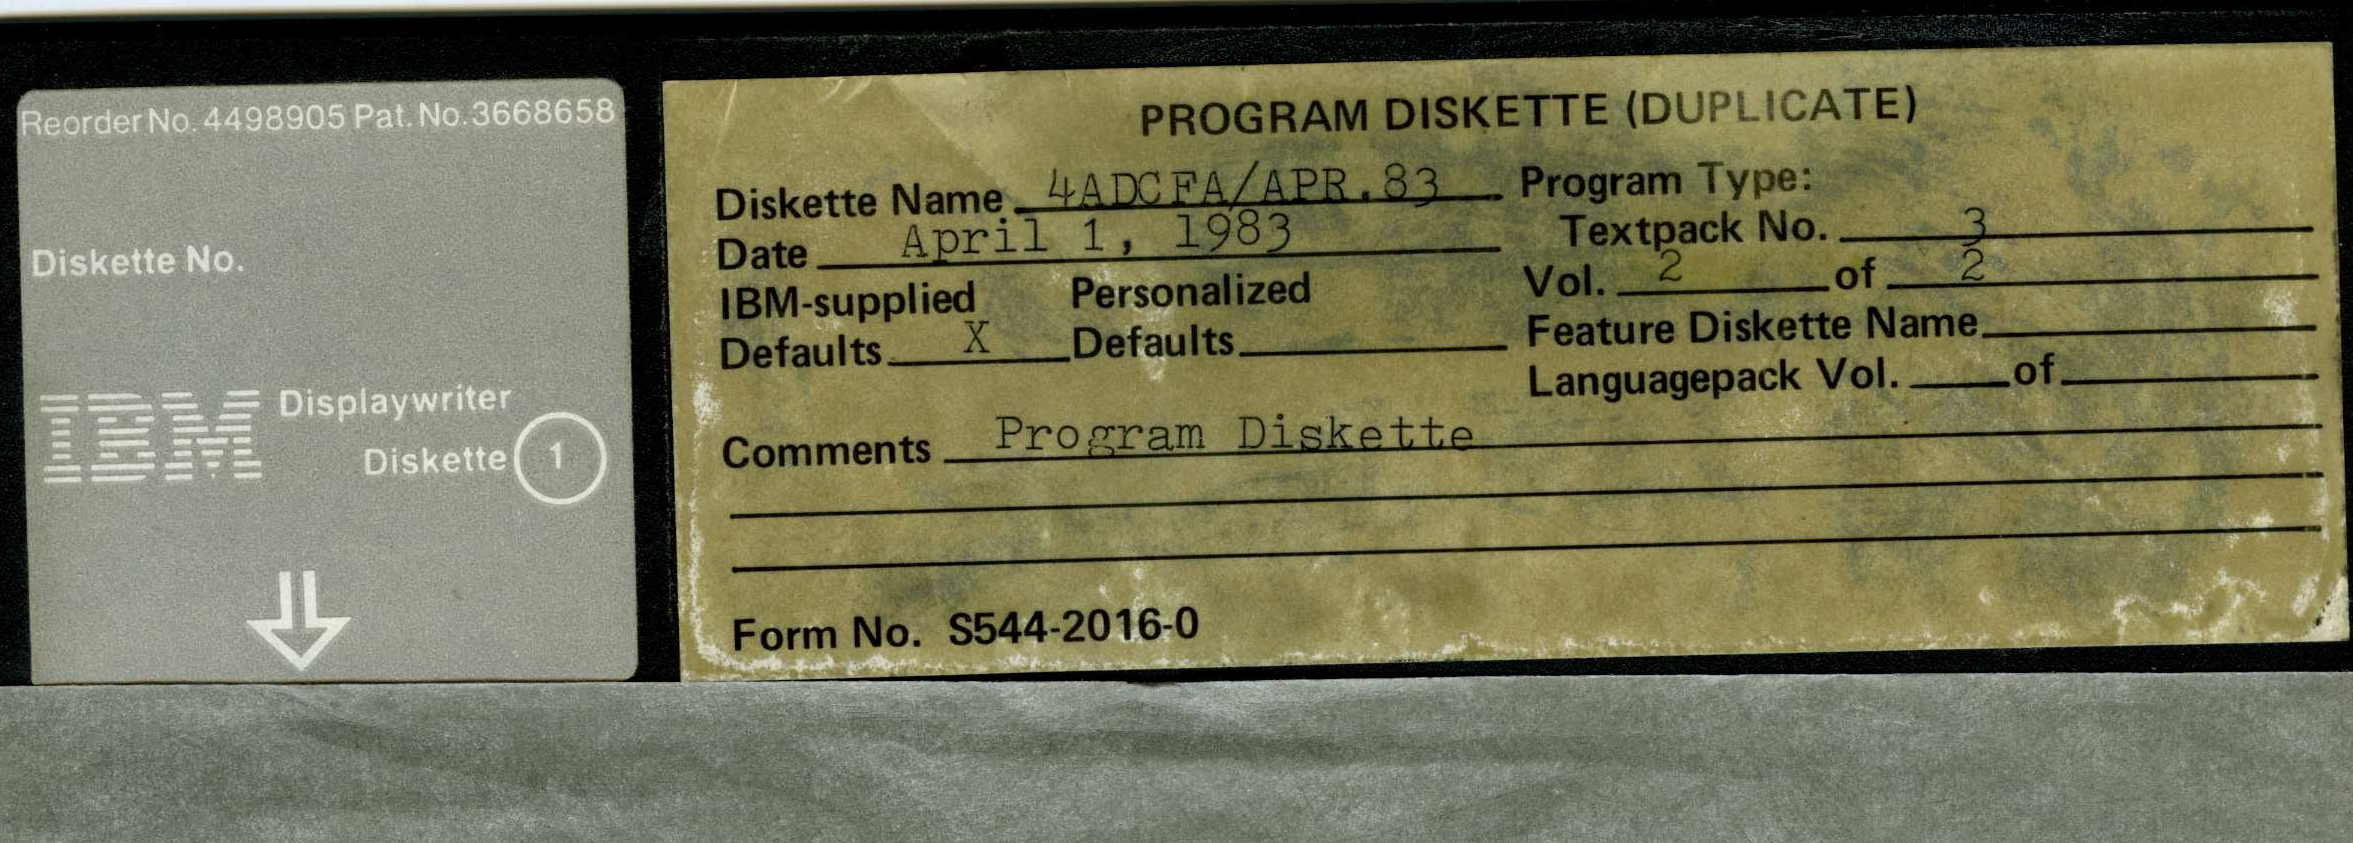 Reorder No. 4498905 Pat. No. 3668658
Diskette No.
IBM Displaywriter
Diskette 1
PROGRAM DISKETTE (DUPLICATE)
Diskette Name 4ADCFA/APR.83 Program Type:
Date April 1, 1983 Textpack No. 3
IBM-supplied Personalized Vol. 2 of 2
Defaults X Defaults Feature Diskette Name
Languagepack Vol. of
Comments Program Diskette
Form No. S544-2016-0